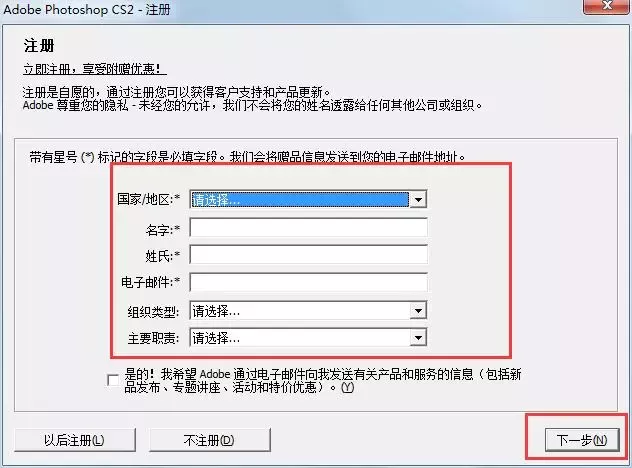 Adobe Photoshop CS2 - 注册
注册
立即注册，享受附赠优惠！
注册是自愿的，通过注册您可以获得客户支持和产品更新。
Adobe 尊重您的隐私 - 未经您的允许，我们不会将您的姓名透露给任何其他公司或组织。
带有星号 (*) 标记的字段是必填字段。我们会将赠品信息发送到您的电子邮件地址。
国家/地区:* 请选择...
名字:*
姓氏:*
电子邮件:*
组织类型: 请选择...
主要职责: 请选择...
是的！我希望 Adobe 通过电子邮件向我发送有关产品和服务的信息（包括新
品发布、专题讲座、活动和特价优惠）。(Y)
以后注册(L) 不注册(D) 下一步(N)